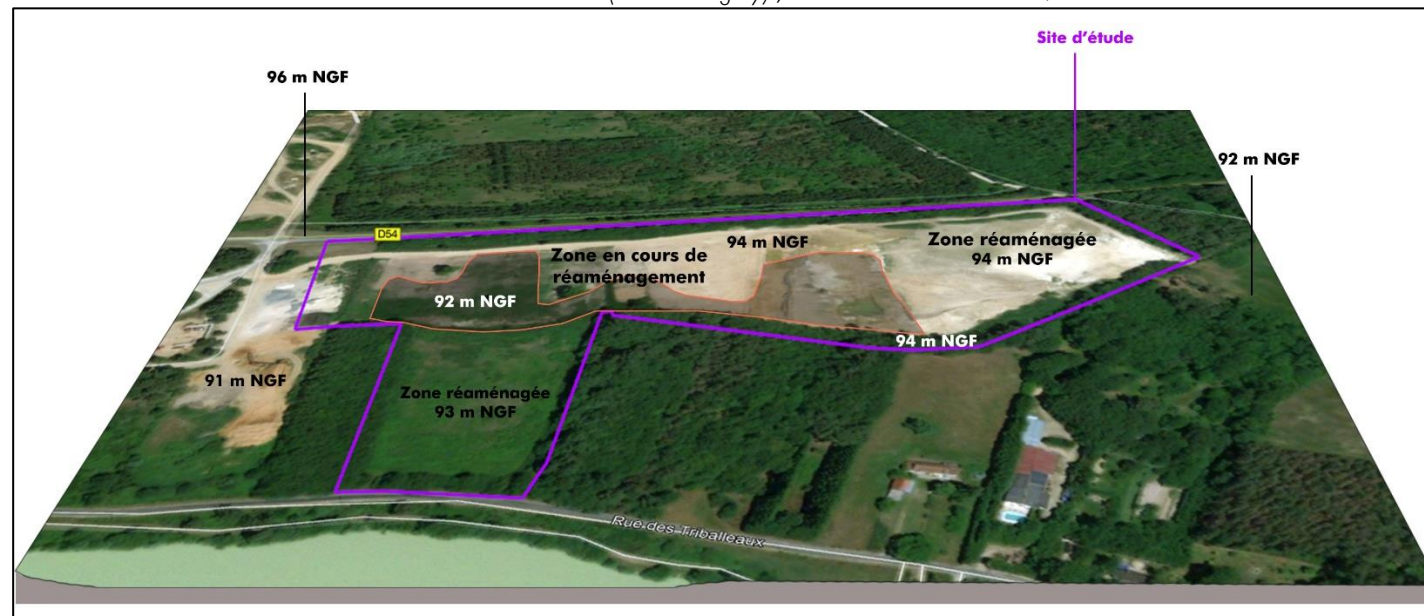 Site d'étude
96 m NGF
92 m NGF
D54
94 m NGF
Zone en cours de
réaménagement
Zone réaménagée
94 m NGF
92 m NGF
94 m NGF
91 m NGF
Zone réaménagée
93 m NGF
Rue des Triballeaux